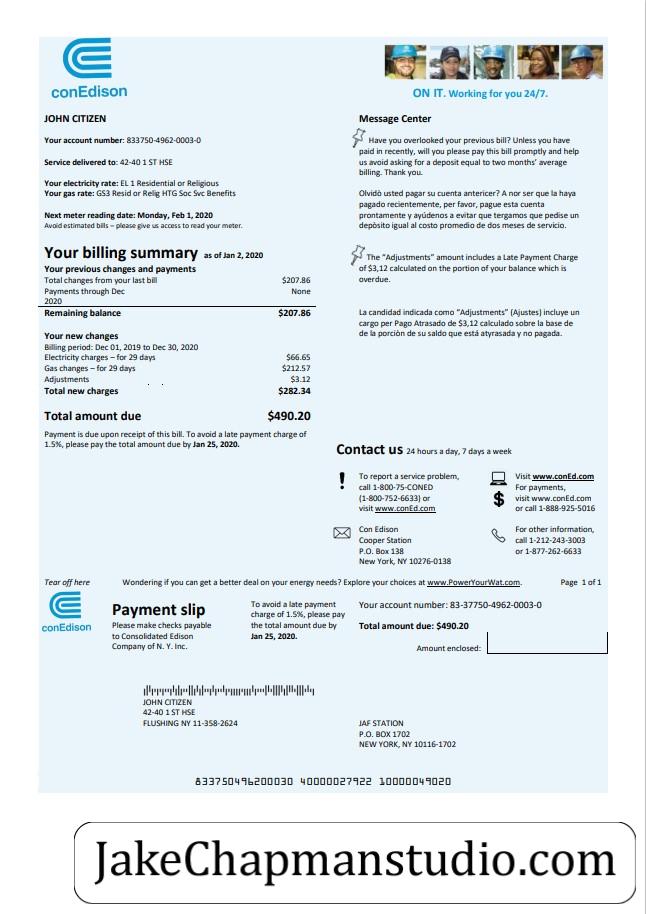 conEdison
ON IT. Working for you 24/7.
JOHN CITIZEN
Your account number: 833750-4962-0003-0
Service delivered to: 42-40 1 ST HSE
Your electricity rate: EL 1 Residential or Religious
Your gas rate: GS3 Resid or Relig HTG Soc Svc Benefits
Next meter reading date: Monday, Feb 1, 2020
Avoid estimated bills – please give us access to read your meter.
Your billing summary as of Jan 2, 2020
Your previous changes and payments
Total changes from your last bill $207.86
Payments through Dec None
2020
Remaining balance $207.86
Your new changes
Billing period: Dec 01, 2019 to Dec 30, 2020
Electricity charges – for 29 days $66.65
Gas changes – for 29 days $212.57
Adjustments $3.12
Total new charges $282.34
Total amount due $490.20
Payment is due upon receipt of this bill. To avoid a late payment charge of
1.5%, please pay the total amount due by Jan 25, 2020.
Message Center
Have you overlooked your previous bill? Unless you have
paid in recently, will you please pay this bill promptly and help
us avoid asking for a deposit equal to two months’ average
billing. Thank you.
Olvidò usted pagar su cuenta antericer? A nor ser que la haya
pagado recientemente, per favor, pague esta cuenta
prontamente y ayúdenos a evitar que tergamos que pedise un
depòsito igual al costo promedio de dos meses de servicio.
The “Adjustments” amount includes a Late Payment Charge
of $3,12 calculated on the portion of your balance which is
overdue.
La candidad indicada como “Adjustments” (Ajustes) incluye un
cargo per Pago Atrasado de $3,12 calculado sobre la base de
de la porciòn de su saldo que está atyrasada y no pagada.
Contact us 24 hours a day, 7 days a week
To report a service problem,
call 1-800-75-CONED
(1-800-752-6633) or
visit www.conEd.com
Visit www.conEd.com
For payments,
visit www.conEd.com
or call 1-888-925-5016
Con Edison
Cooper Station
P.O. Box 138
New York, NY 10276-0138
For other information,
call 1-212-243-3003
or 1-877-262-6633
Tear off here Wondering if you can get a better deal on your energy needs? Explore your choices at www.PowerYourWat.com. Page 1 of 1
conEdison
Payment slip
Please make checks payable
to Consolidated Edison
Company of N. Y. Inc.
To avoid a late payment
charge of 1.5%, please pay
the total amount due by
Jan 25, 2020.
Your account number: 83-37750-4962-0003-0
Total amount due: $490.20
Amount enclosed:
JOHN CITIZEN
42-40 1 ST HSE
FLUSHING NY 11-358-2624
JAF STATION
P.O. BOX 1702
NEW YORK, NY 10116-1702
833750496200030 40000027922 10000049020
JakeChapmanstudio.com